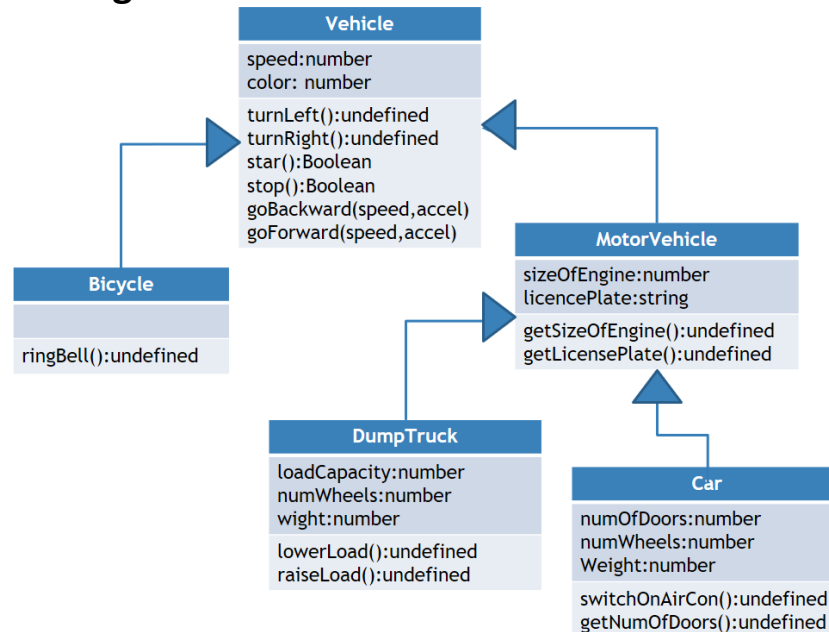 Vehicle
speed:number
color: number
turnLeft():undefined
turnRight():undefined
star():Boolean
stop():Boolean
goBackward(speed,accel)
goForward(speed,accel)
Bicycle
ringBell():undefined
MotorVehicle
sizeOfEngine:number
licencePlate:string
getSizeOfEngine():undefined
getLicensePlate():undefined
DumpTruck
loadCapacity:number
numWheels:number
wight:number
lowerLoad():undefined
raiseLoad():undefined
Car
numOfDoors:number
numWheels:number
Weight:number
switchOnAirCon():undefined
getNumOfDoors():undefined